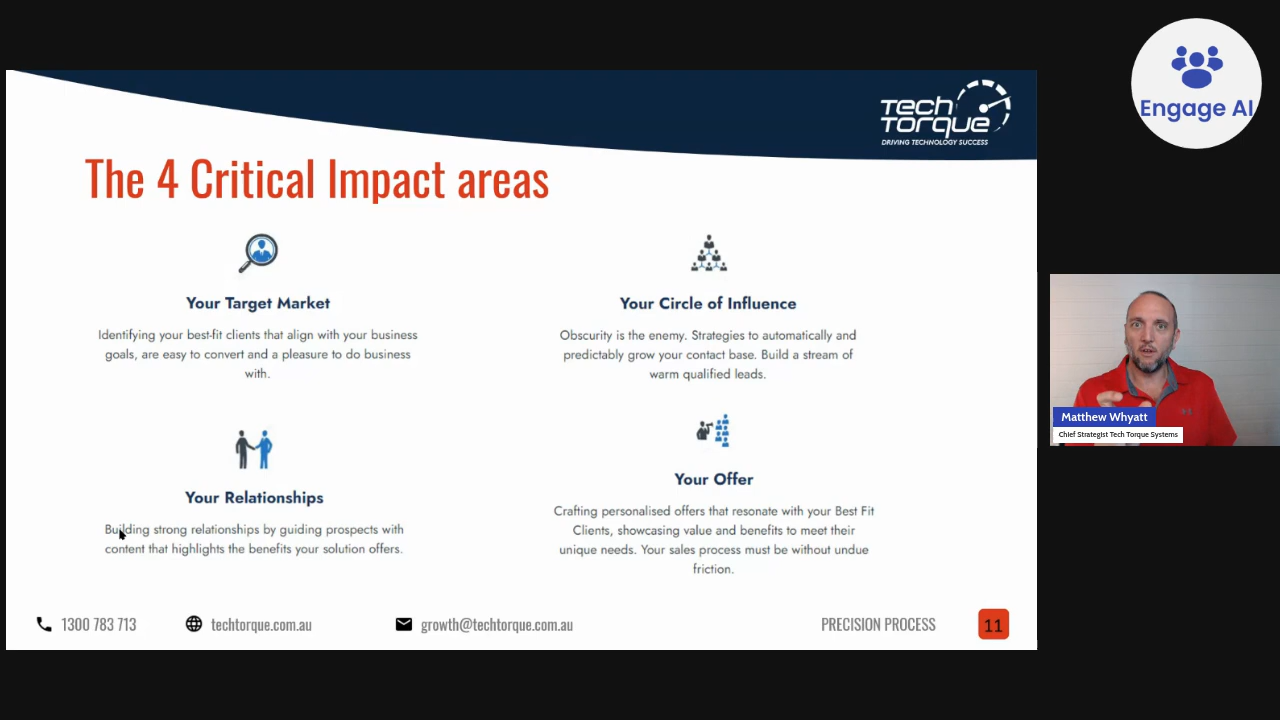 Engage AI
Tech
Torque
DRIVING TECHNOLOGY SUCCESS
The 4 Critical Impact areas
Your Target Market
Identifying your best-fit clients that align with your business
goals, are easy to convert and a pleasure to do business
with.
Your Circle of Influence
Obscurity is the enemy. Strategies to automatically and
predictably grow your contact base. Build a stream of
warm qualified leads.
Your Relationships
Building strong relationships by guiding prospects with
content that highlights the benefits your solution offers.
Your Offer
Crafting personalised offers that resonate with your Best Fit
Clients, showcasing value and benefits to meet their
unique needs. Your sales process must be without undue
friction.
1300 783 713
techtorque.com.au
growth@techtorque.com.au
PRECISION PROCESS
11
Matthew Whyatt
Chief Strategist Tech Torque Systems